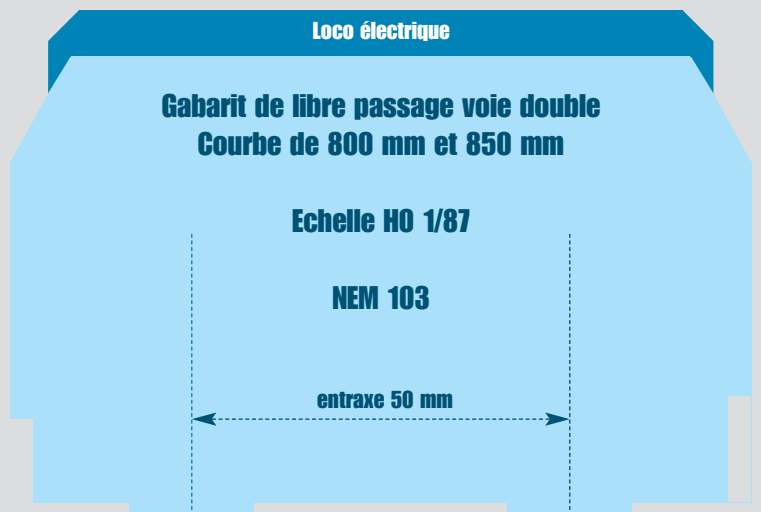 Loco électrique
Gabarit de libre passage voie double
Courbe de 800 mm et 850 mm
Echelle HO 1/87
NEM 103
entraxe 50 mm